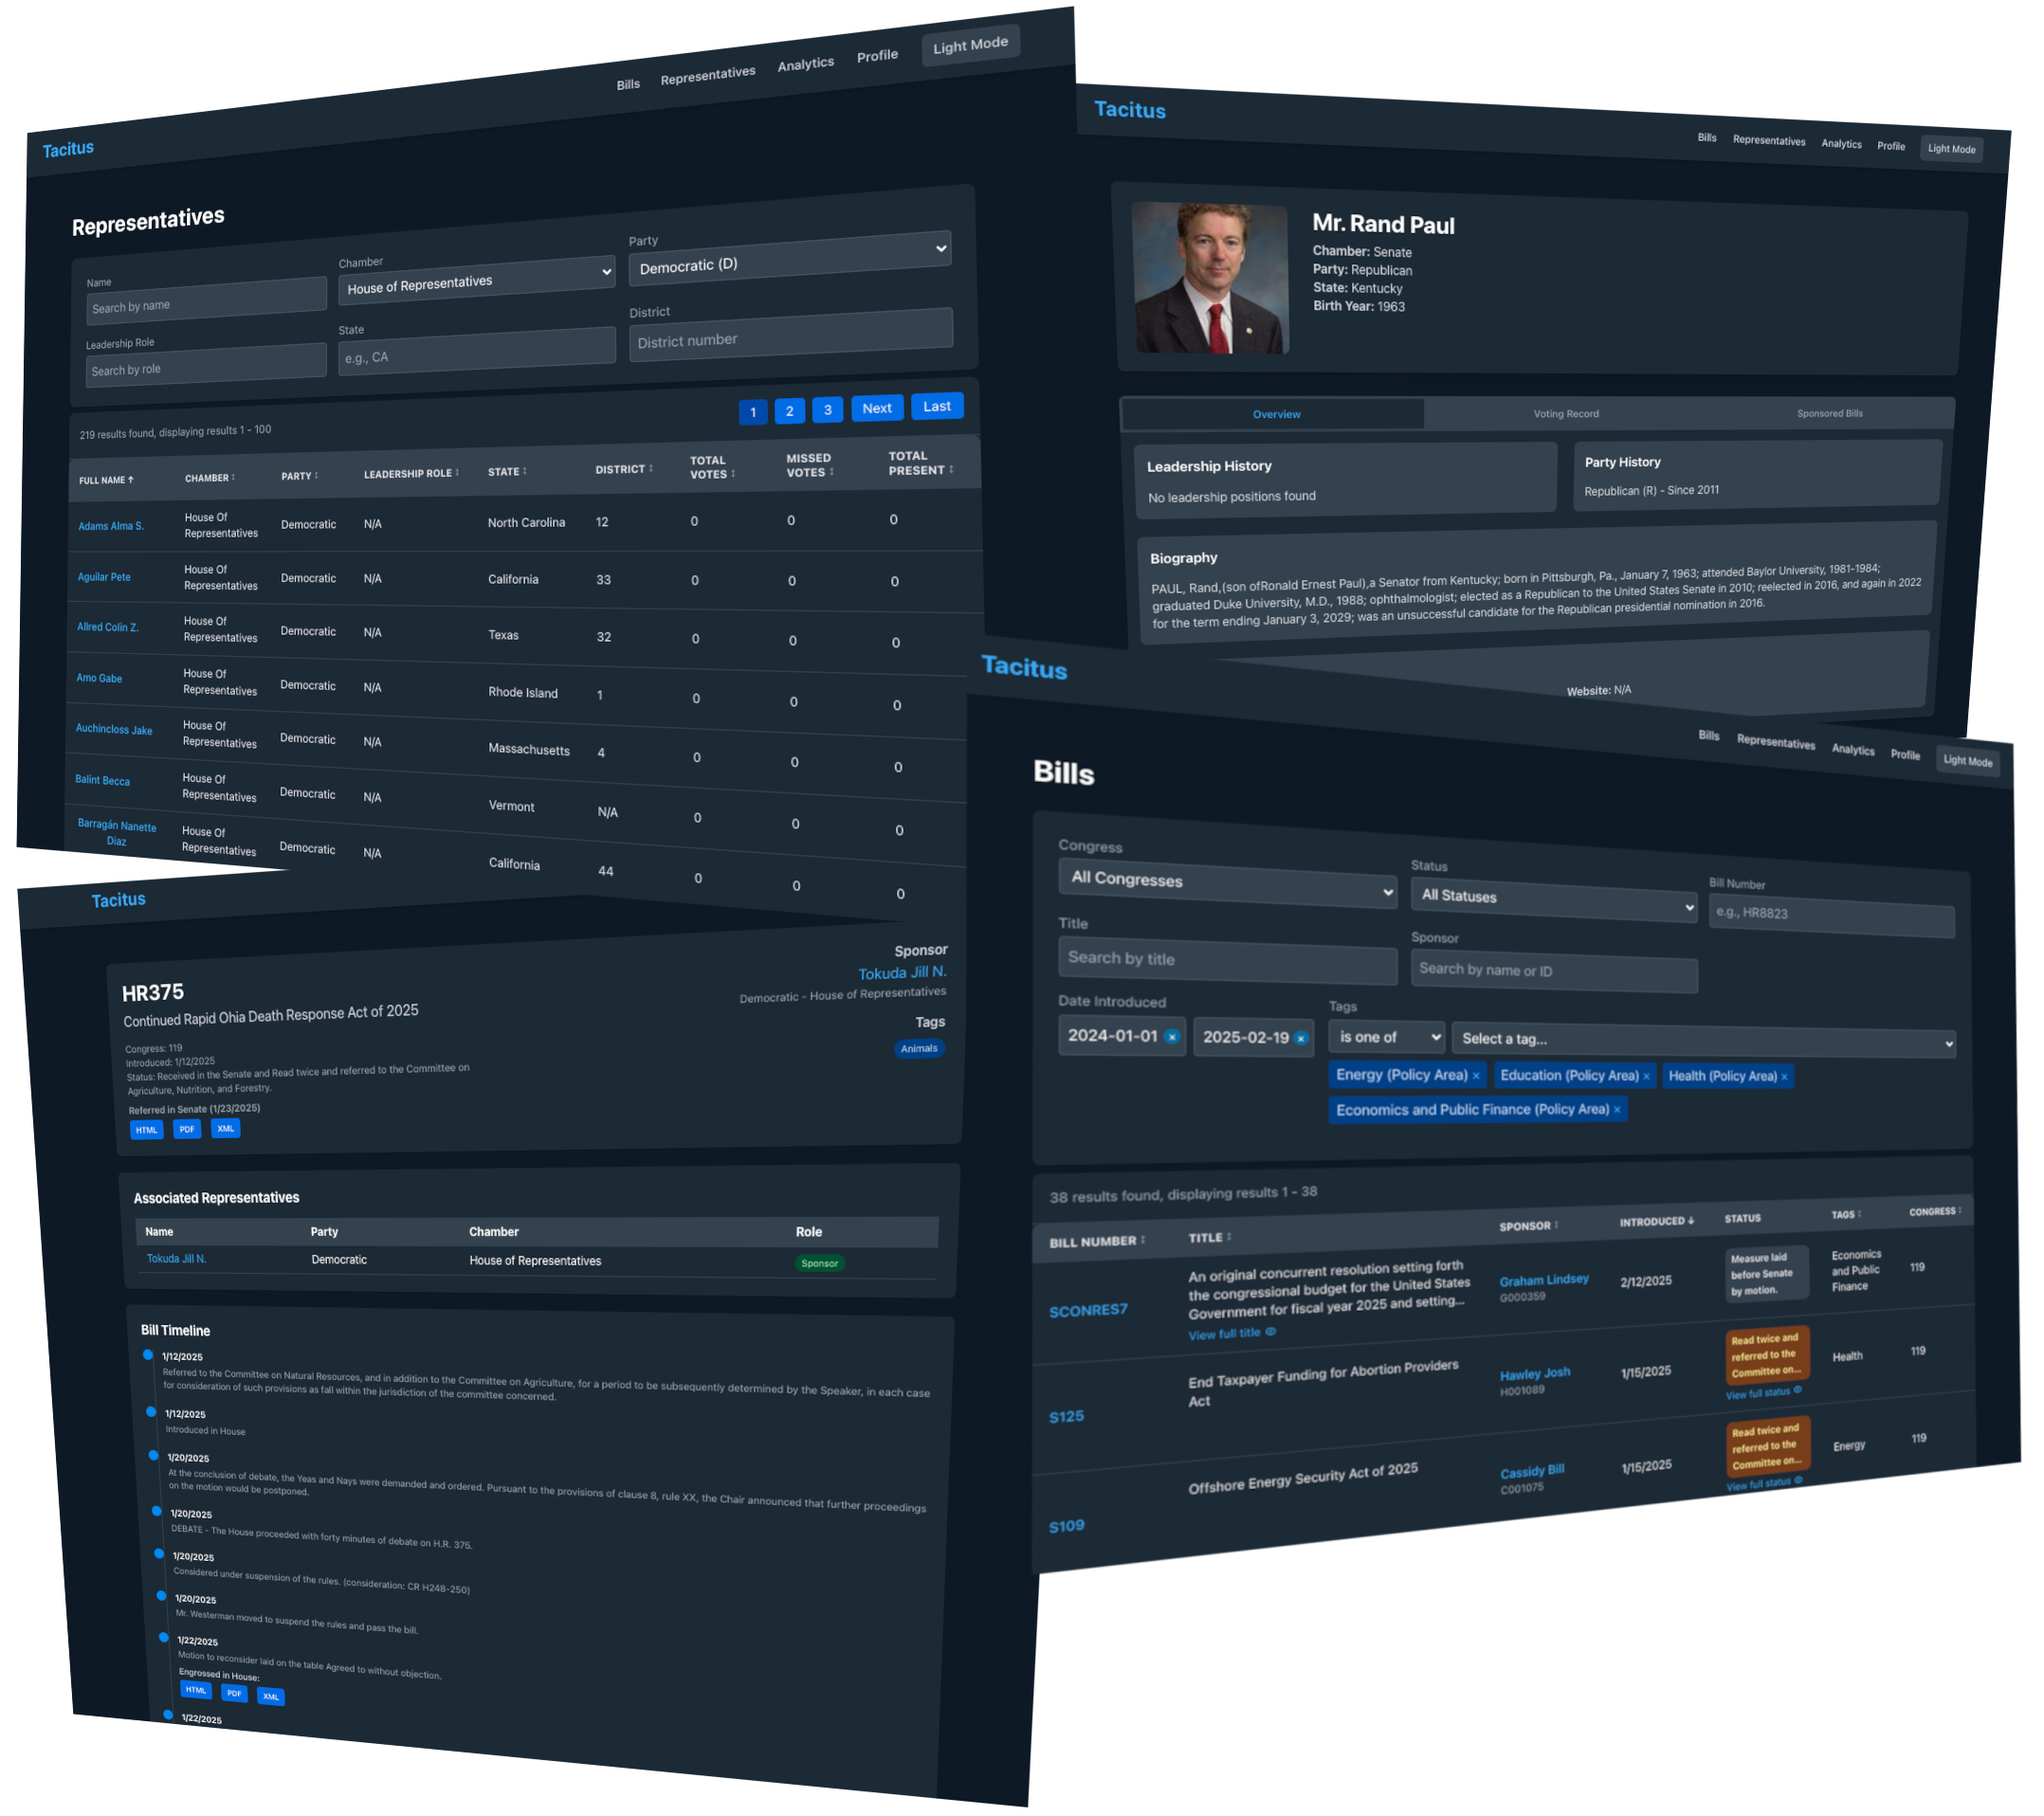 Tacitus
Bills Representatives Analytics Profile Light Mode
Representatives
Name Chamber Party
Search by name House of Representatives Democratic (D)
Leadership Role State District
Search by role e.g., CA District number
219 results found, displaying results 1 - 100
1 2 3 Next Last
FULL NAME ↑ CHAMBER ↕ PARTY ↕ LEADERSHIP ROLE ↕ STATE ↕ DISTRICT ↕ TOTAL VOTES ↕ MISSED VOTES ↕ TOTAL PRESENT ↕
Adams Alma S. House Of Representatives Democratic N/A North Carolina 12 0 0 0
Aguilar Pete House Of Representatives Democratic N/A California 33 0 0 0
Allred Colin Z. House Of Representatives Democratic N/A Texas 32 0 0 0
Amo Gabe House Of Representatives Democratic N/A Rhode Island 1 0 0 0
Auchincloss Jake House Of Representatives Democratic N/A Massachusetts 4 0 0 0
Balint Becca House Of Representatives Democratic N/A Vermont N/A 0 0 0
Barragán Nanette Diaz House Of Representatives Democratic N/A California 44 0 0 0
Tacitus
Bills Representatives Analytics Profile Light Mode
Mr. Rand Paul
Chamber: Senate
Party: Republican
State: Kentucky
Birth Year: 1963
Overview Voting Record Sponsored Bills
Leadership History
No leadership positions found
Party History
Republican (R) - Since 2011
Biography
PAUL, Rand,(son ofRonald Ernest Paul),a Senator from Kentucky; born in Pittsburgh, Pa., January 7, 1963; attended Baylor University, 1981-1984;
graduated Duke University, M.D., 1988; ophthalmologist; elected as a Republican to the United States Senate in 2010; reelected in 2016, and again in 2022
for the term ending January 3, 2029; was an unsuccessful candidate for the Republican presidential nomination in 2016.
Website: N/A
Tacitus
HR375
Continued Rapid Ohia Death Response Act of 2025
Congress: 119
Introduced: 1/12/2025
Status: Received in the Senate and Read twice and referred to the Committee on
Agriculture, Nutrition, and Forestry.
Referred in Senate (1/23/2025)
HTML PDF XML
Sponsor
Tokuda Jill N.
Democratic - House of Representatives
Tags
Animals
Associated Representatives
Name Party Chamber Role
Tokuda Jill N. Democratic House of Representatives Sponsor
Bill Timeline
1/12/2025
Referred to the Committee on Natural Resources, and in addition to the Committee on Agriculture, for a period to be subsequently determined by the Speaker, in each case
for consideration of such provisions as fall within the jurisdiction of the committee concerned.
1/12/2025
Introduced in House
1/20/2025
At the conclusion of debate, the Yeas and Nays were demanded and ordered. Pursuant to the provisions of clause 8, rule XX, the Chair announced that further proceedings
on the motion would be postponed.
1/20/2025
DEBATE - The House proceeded with forty minutes of debate on H.R. 375.
1/20/2025
Considered under suspension of the rules. (consideration: CR H248-250)
1/20/2025
Mr. Westerman moved to suspend the rules and pass the bill.
1/22/2025
Motion to reconsider laid on the table Agreed to without objection.
Engrossed in House:
HTML PDF XML
1/22/2025
Tacitus
Bills Representatives Analytics Profile Light Mode
Bills
Congress Status Bill Number
All Congresses All Statuses e.g., HR8823
Title Sponsor
Search by title Search by name or ID
Date Introduced Tags
2024-01-01 × 2025-02-19 × is one of Select a tag...
Energy (Policy Area) × Education (Policy Area) × Health (Policy Area) ×
Economics and Public Finance (Policy Area) ×
38 results found, displaying results 1 - 38
BILL NUMBER ↕ TITLE ↕ SPONSOR ↕ INTRODUCED ↓ STATUS TAGS ↕ CONGRESS ↕
SCONRES7
An original concurrent resolution setting forth
the congressional budget for the United States
Government for fiscal year 2025 and setting...
View full title
Graham Lindsey
G000359
2/12/2025
Measure laid
before Senate
by motion.
Economics
and Public
Finance
119
S125
End Taxpayer Funding for Abortion Providers
Act
Hawley Josh
H001089
1/15/2025
Read twice and
referred to the
Committee on...
View full status
Health
119
S109
Offshore Energy Security Act of 2025
Cassidy Bill
C001075
1/15/2025
Read twice and
referred to the
Committee on...
View full status
Energy
119